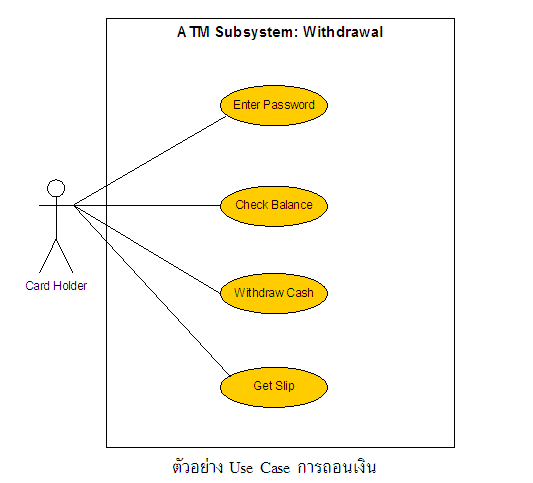 ATM Subsystem: Withdrawal
Enter Password
Check Balance
Card Holder
Withdraw Cash
Get Slip
ตัวอย่าง Use Case การถอนเงิน